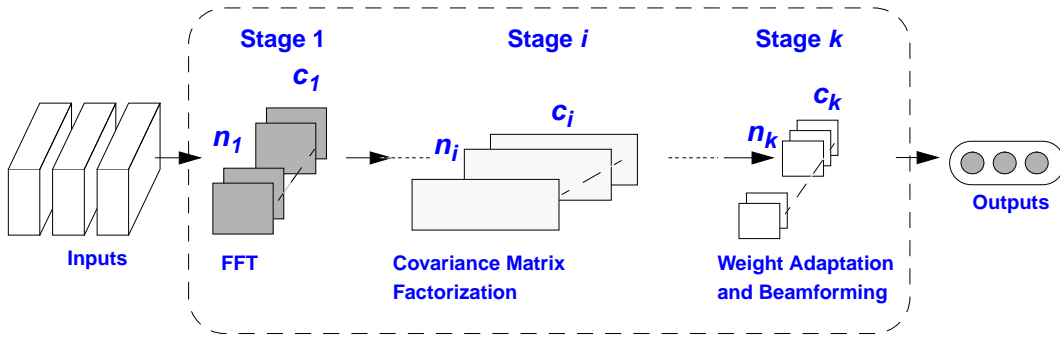 Stage 1
Stage i
Stage k
c1
n1
ci
ni
ck
nk
Inputs
FFT
Covariance Matrix
Factorization
Weight Adaptation
and Beamforming
Outputs